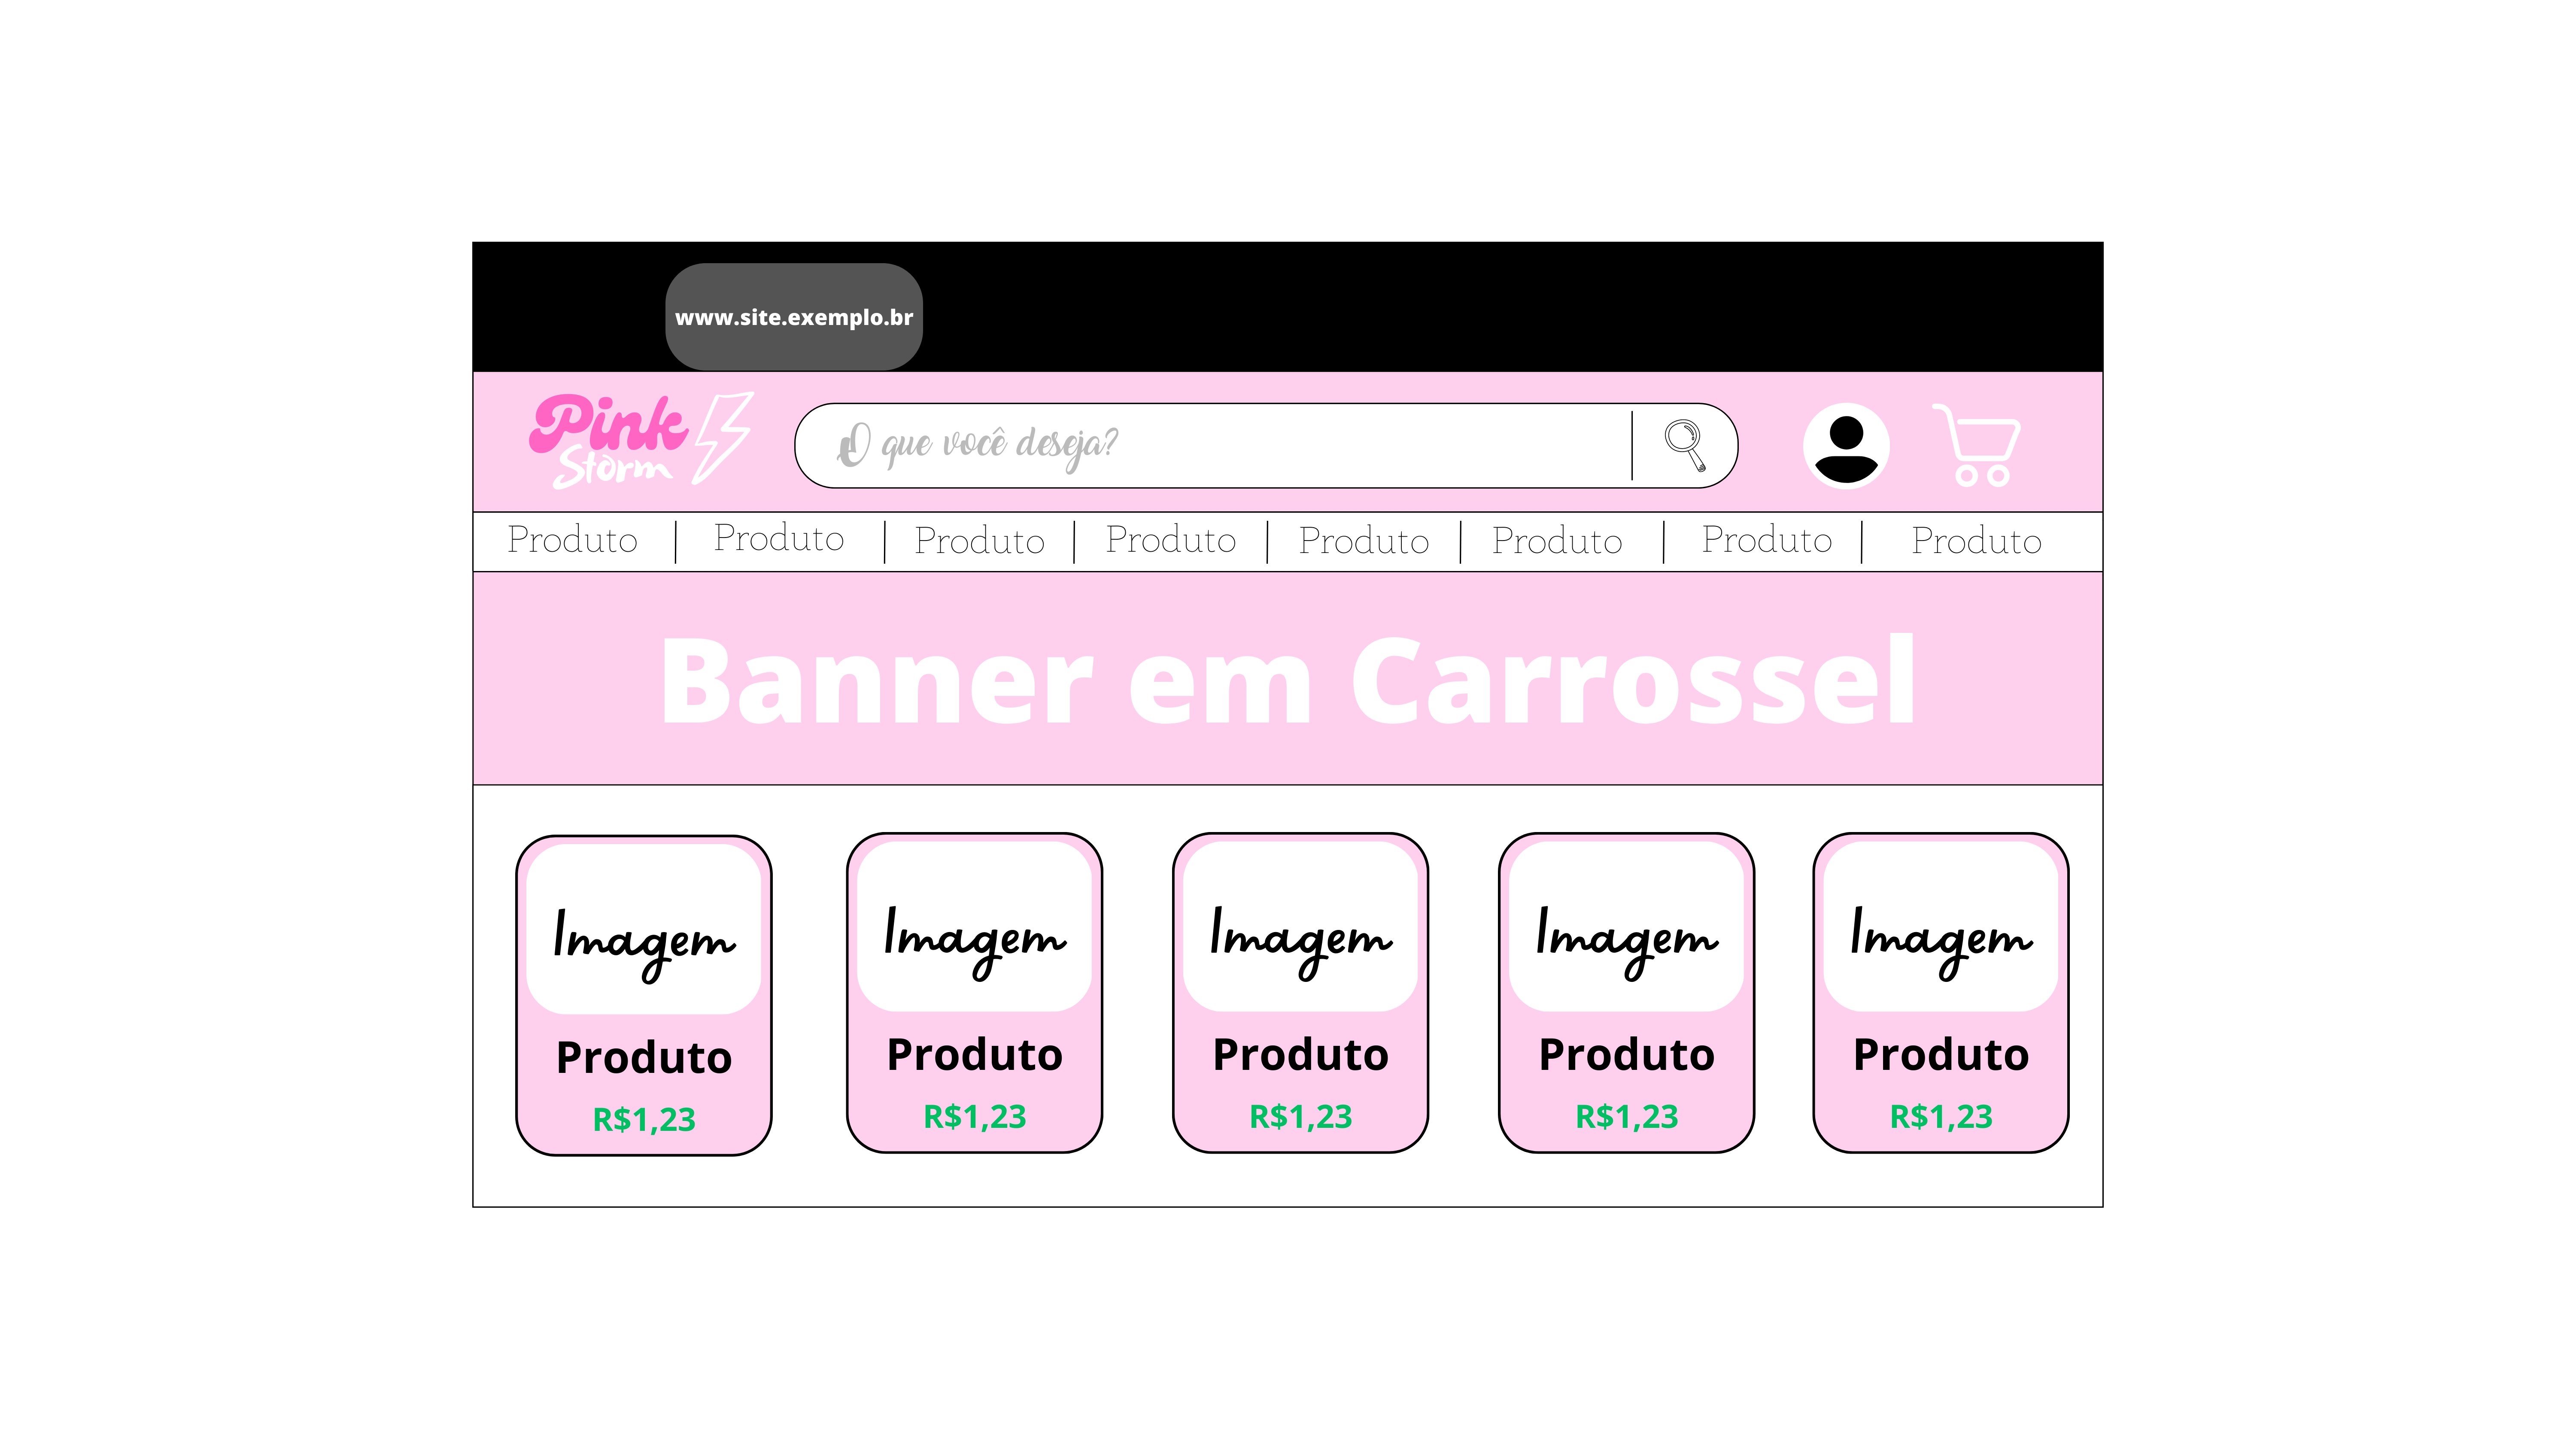 www.site.exemplo.br
Pink
Storm
O que você deseja?
Produto Produto Produto Produto Produto Produto Produto Produto
Banner em Carrossel
Imagem Imagem Imagem Imagem Imagem
Produto Produto Produto Produto Produto
R$1,23 R$1,23 R$1,23 R$1,23 R$1,23